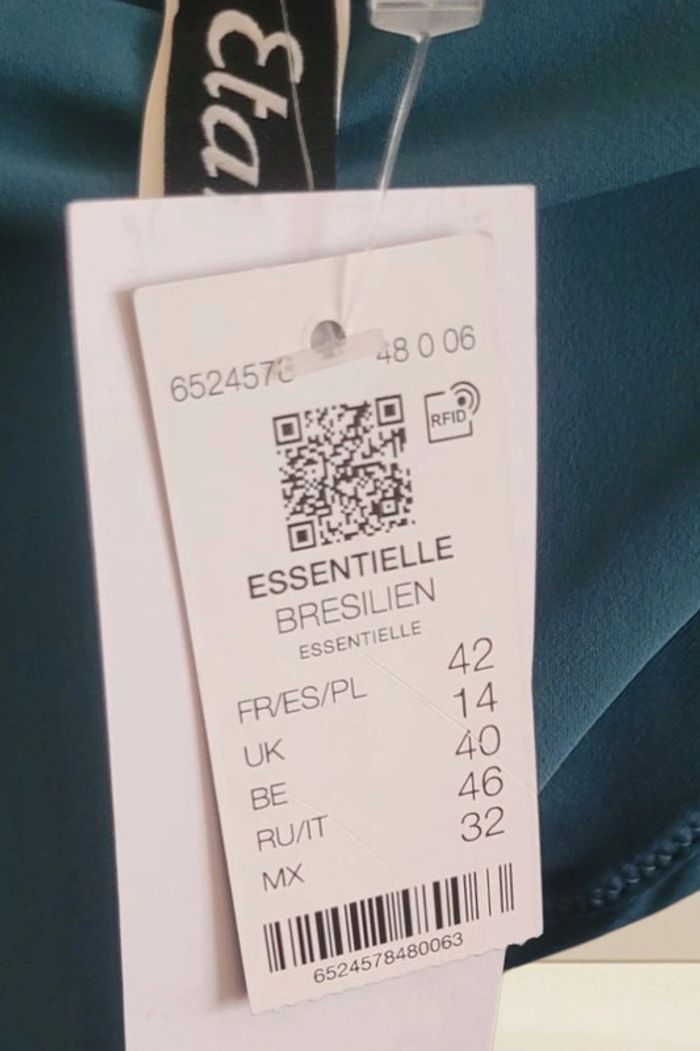 Eta
6524578 48 0 06
RFID
ESSENTIELLE
BRESILIEN
ESSENTIELLE
FR/ES/PL 42
UK 14
BE 40
RU/IT 46
MX 32
6524578480063